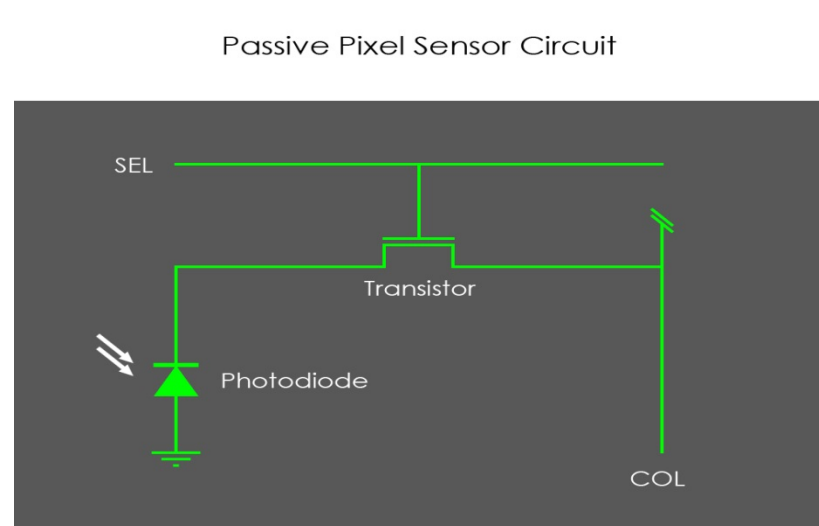 Passive Pixel Sensor Circuit
SEL
Transistor
Photodiode
COL